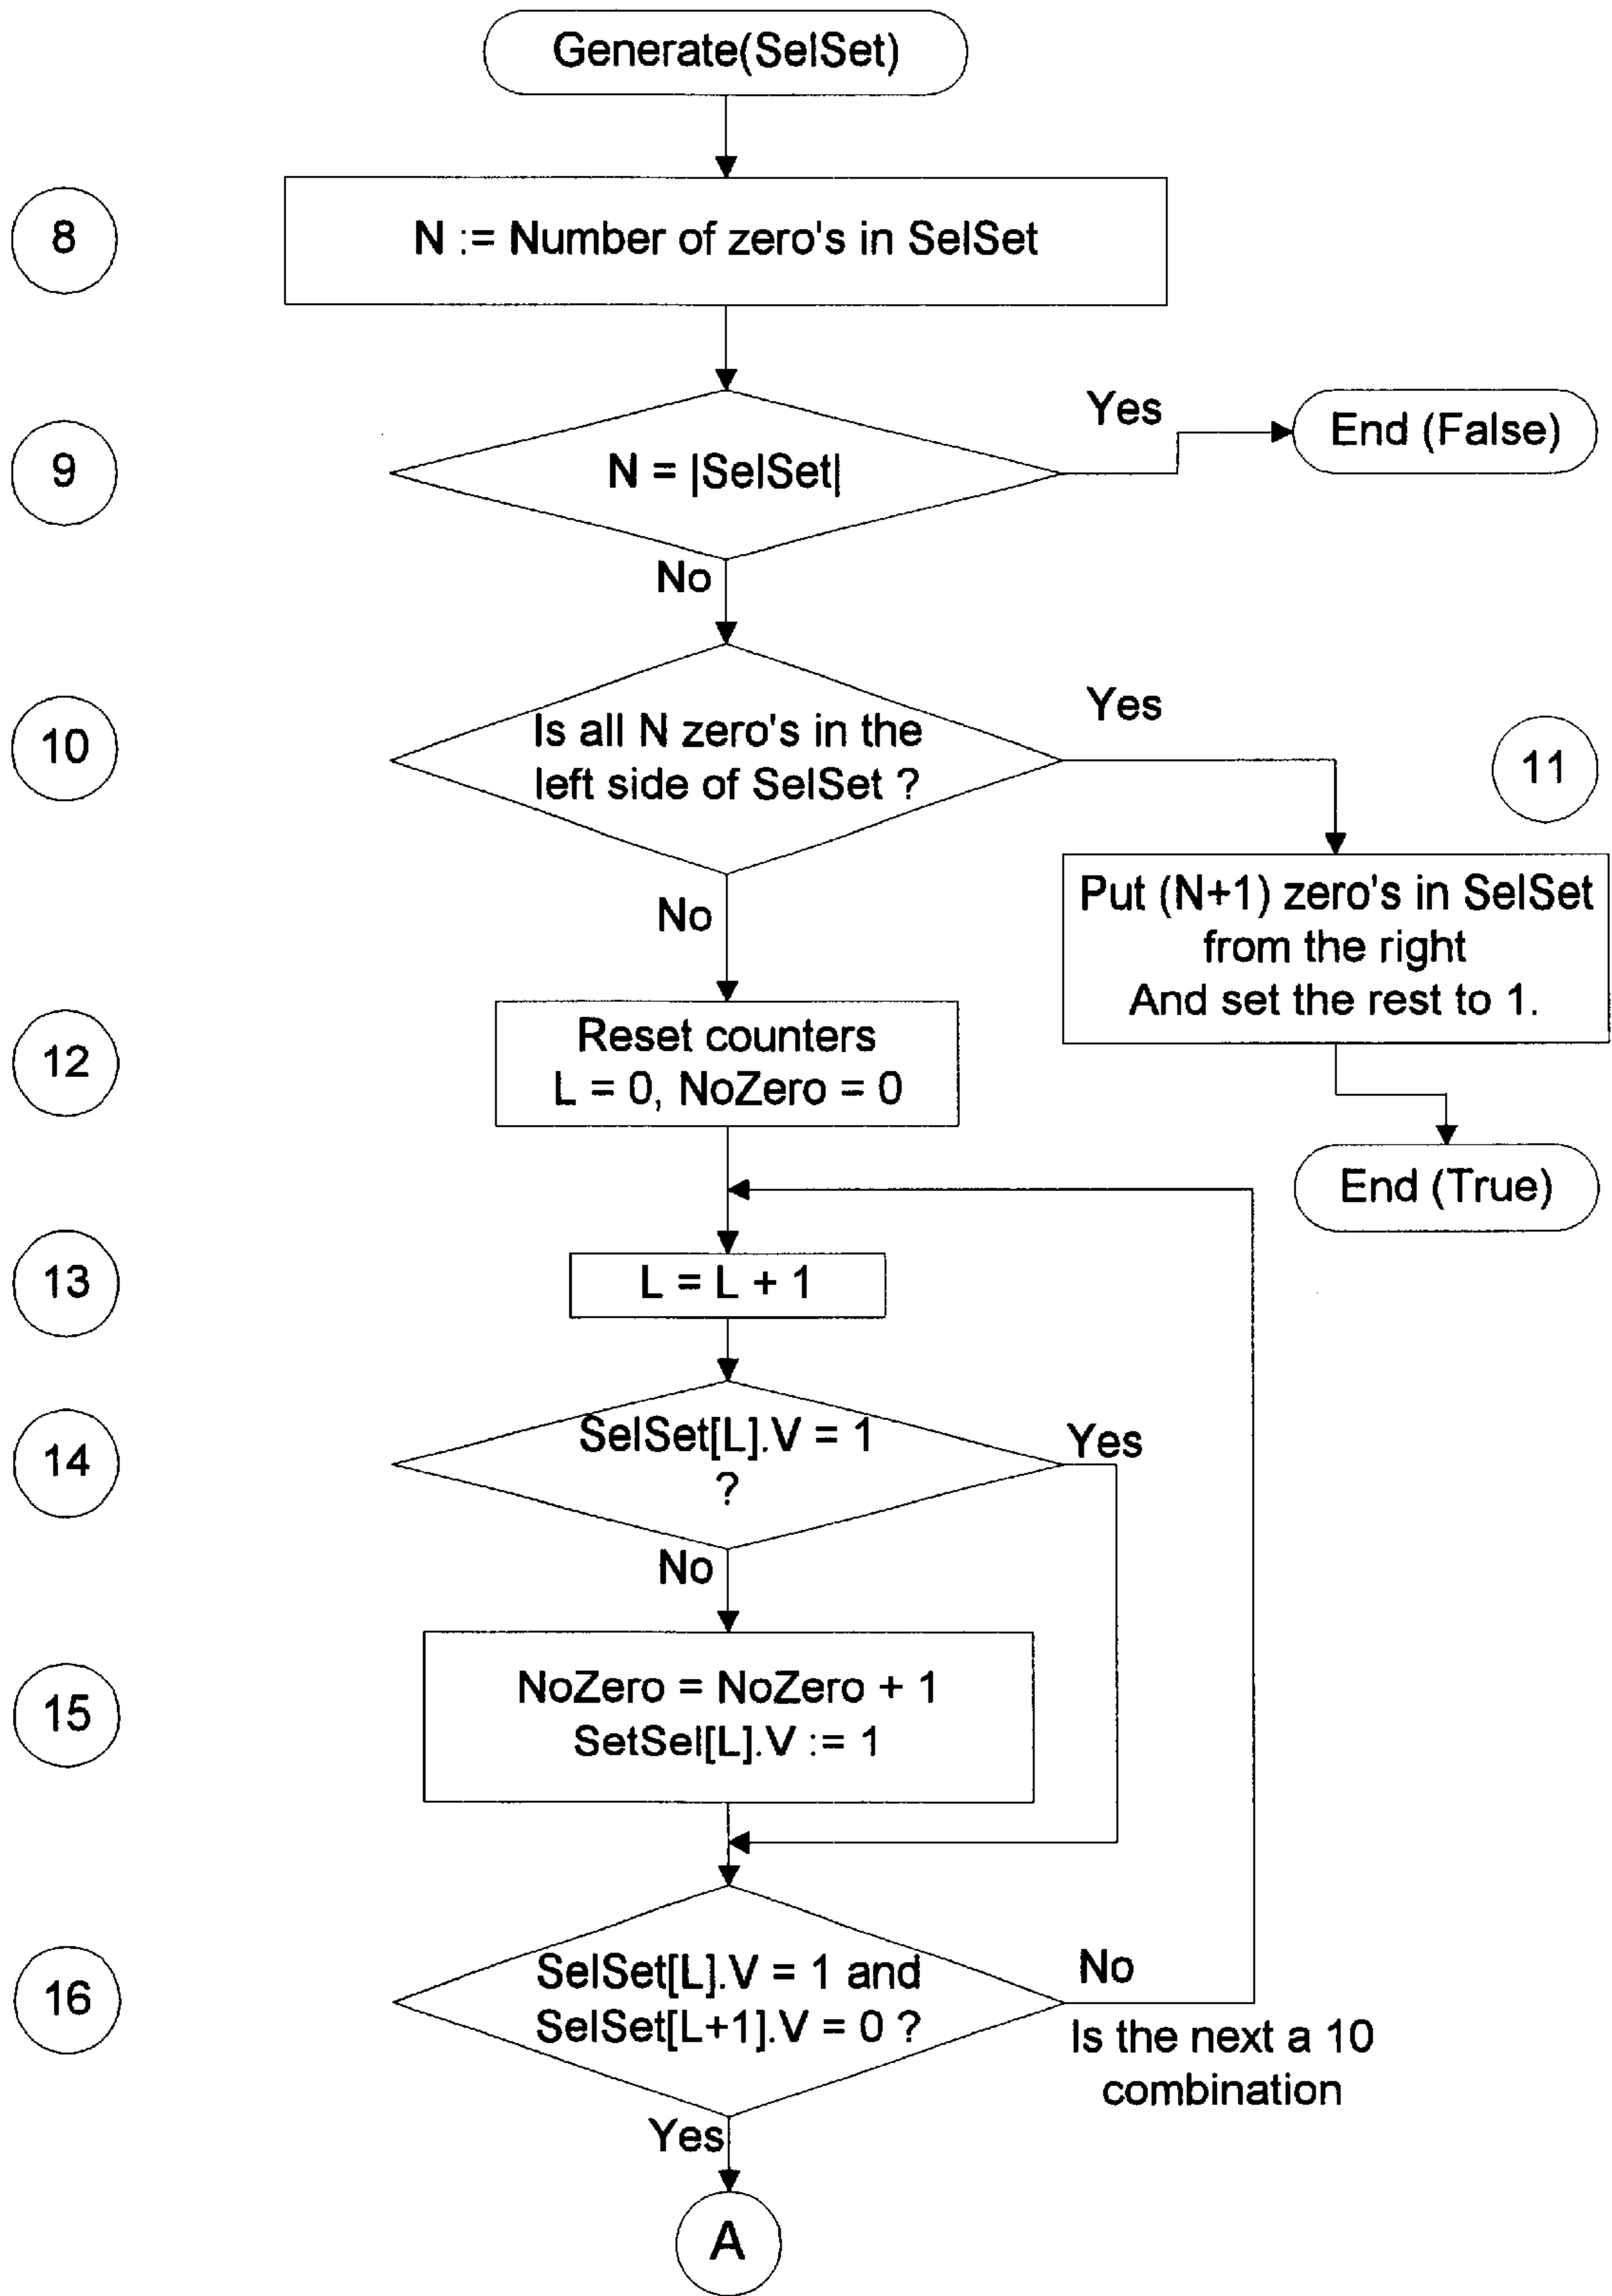 Generate(SelSet)
8
N := Number of zero's in SelSet
9
N = |SelSet|
Yes
End (False)
No
10
Is all N zero's in the
left side of SelSet ?
Yes
11
No
Put (N+1) zero's in SelSet
from the right
And set the rest to 1.
12
Reset counters
L = 0, NoZero = 0
End (True)
13
L = L + 1
14
SelSet[L].V = 1
?
Yes
No
15
NoZero = NoZero + 1
SetSel[L].V := 1
16
SelSet[L].V = 1 and
SelSet[L+1].V = 0 ?
No
Is the next a 10
combination
Yes
A